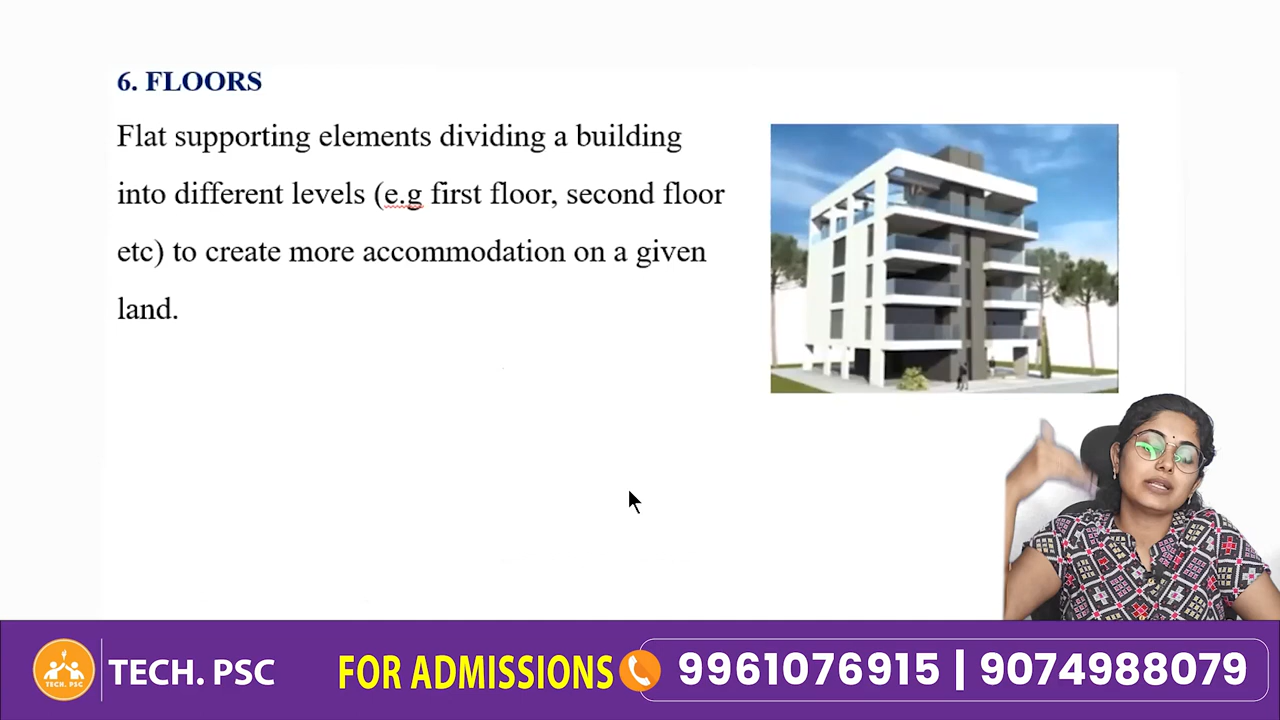 6. FLOORS
Flat supporting elements dividing a building
into different levels (e.g first floor, second floor
etc) to create more accommodation on a given
land.
TECH. PSC
TECH. PSC
FOR ADMISSIONS
9961076915 | 9074988079